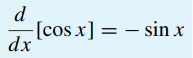 d/dx [cos x] = − sin x